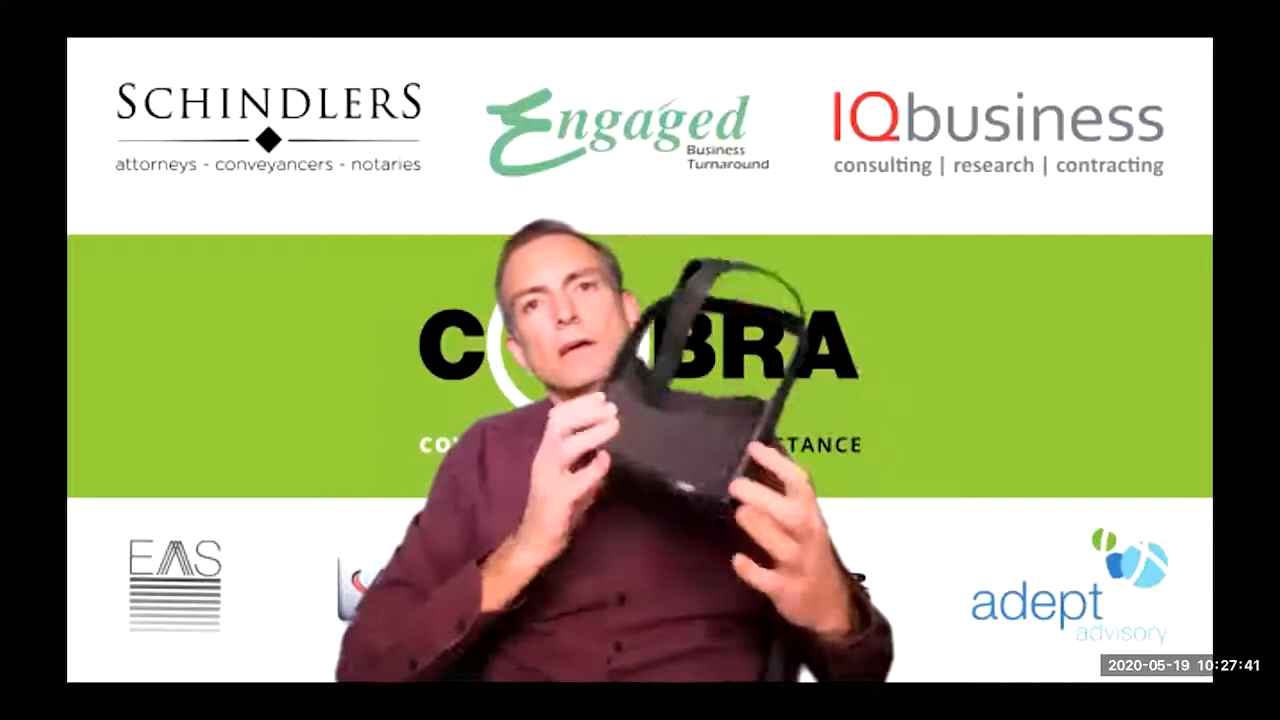 SCHINDLERS
attorneys - conveyancers - notaries
Engaged
Business
Turnaround
IQbusiness
consulting | research | contracting
C BRA
EAS
adept
advisory
2020-05-19 10:27:41